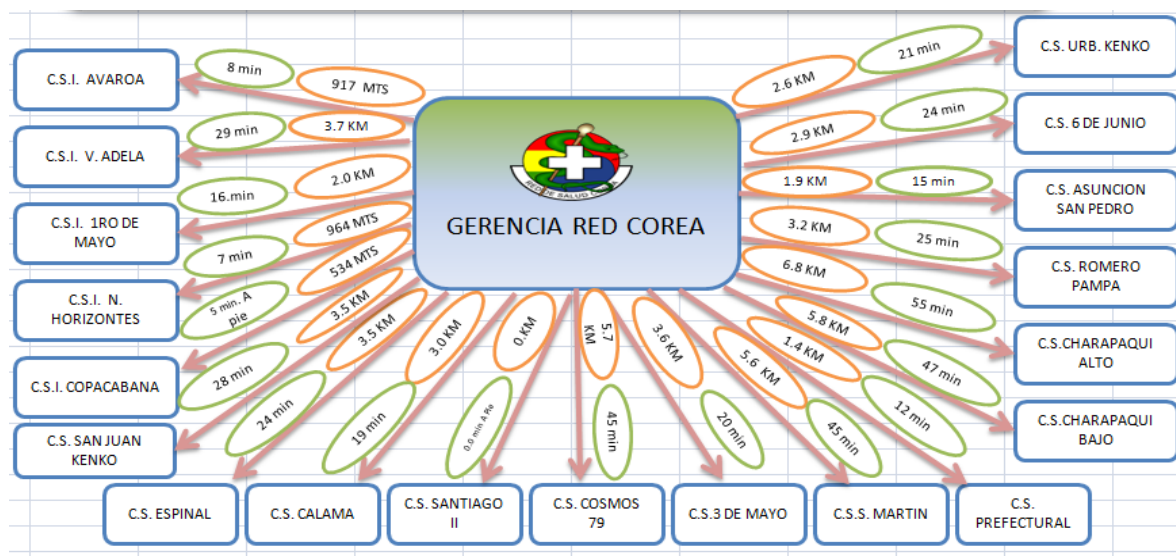 C.S.I. AVAROA
8 min
917 MTS
C.S.I. V. ADELA
29 min
3.7 KM
C.S.I. 1RO DE
MAYO
16.min
2.0 KM
C.S.I. N.
HORIZONTES
7 min
964 MTS
C.S.I. COPACABANA
5 min. A
pie
534 MTS
C.S. SAN JUAN
KENKO
28 min
3.5 KM
C.S. ESPINAL
24 min
3.5 KM
C.S. CALAMA
19 min
3.0 KM
C.S. SANTIAGO
II
0.0 min A Pie
0.KM
C.S. COSMOS
79
45 min
5.7
KM
C.S.3 DE MAYO
20 min
3.6 KM
C.S.S. MARTIN
45 min
5.6 KM
C.S.
PREFECTURAL
12 min
1.4 KM
C.S.CHARAPAQUI
BAJO
47 min
5.8 KM
C.S.CHARAPAQUI
ALTO
55 min
6.8 KM
C.S. ROMERO
PAMPA
25 min
3.2 KM
C.S. ASUNCION
SAN PEDRO
15 min
1.9 KM
C.S. 6 DE JUNIO
24 min
2.9 KM
C.S. URB. KENKO
21 min
2.6 KM
RED DE SALUD COREA
GERENCIA RED COREA